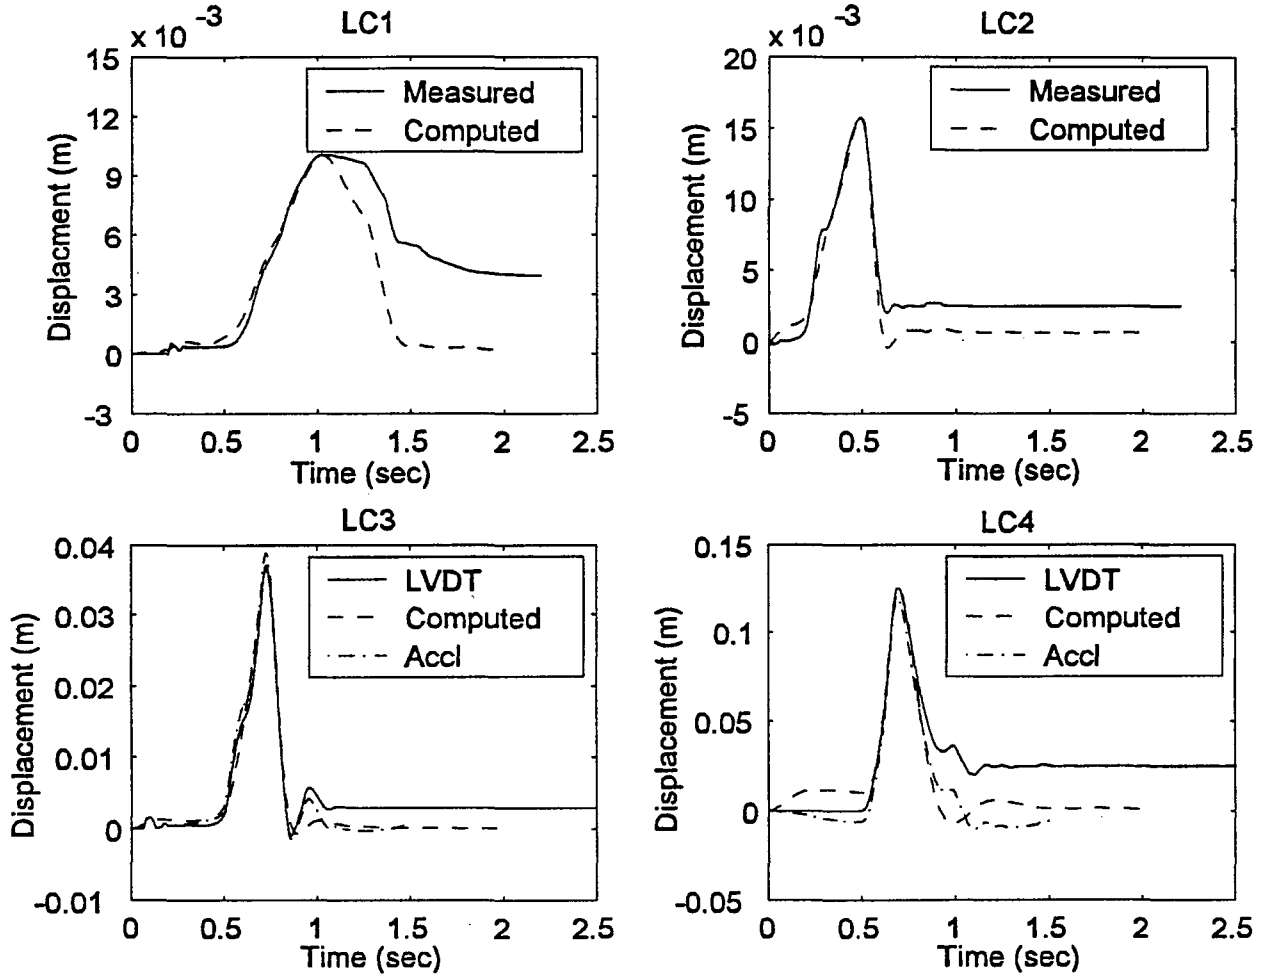 x 10 -3 LC1
15
12
9
6
3
0
-3
Displacment (m)
Measured
Computed
0 0.5 1 1.5 2 2.5
Time (sec)
x 10 -3 LC2
20
15
10
5
0
-5
Displacement (m)
Measured
Computed
0 0.5 1 1.5 2 2.5
Time (sec)
LC3
0.04
0.03
0.02
0.01
0
-0.01
Displacement (m)
LVDT
Computed
Accl
0 0.5 1 1.5 2 2.5
Time (sec)
LC4
0.15
0.1
0.05
0
-0.05
Displacement (m)
LVDT
Computed
Accl
0 0.5 1 1.5 2 2.5
Time (sec)